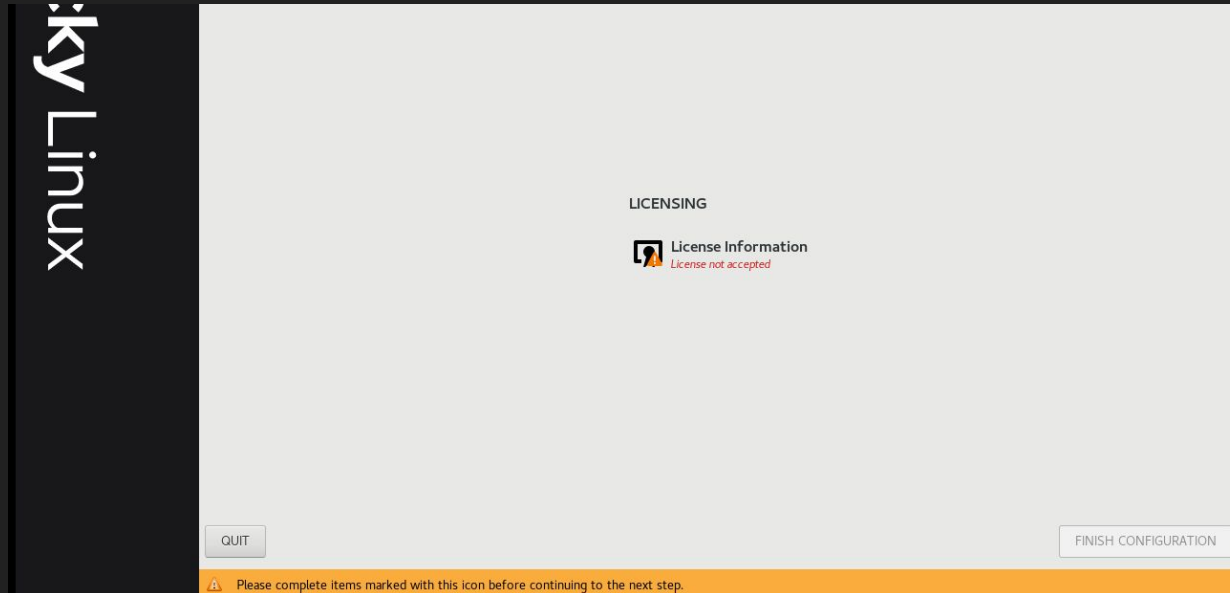 cky Linux
LICENSING
License Information
License not accepted
QUIT
FINISH CONFIGURATION
Please complete items marked with this icon before continuing to the next step.